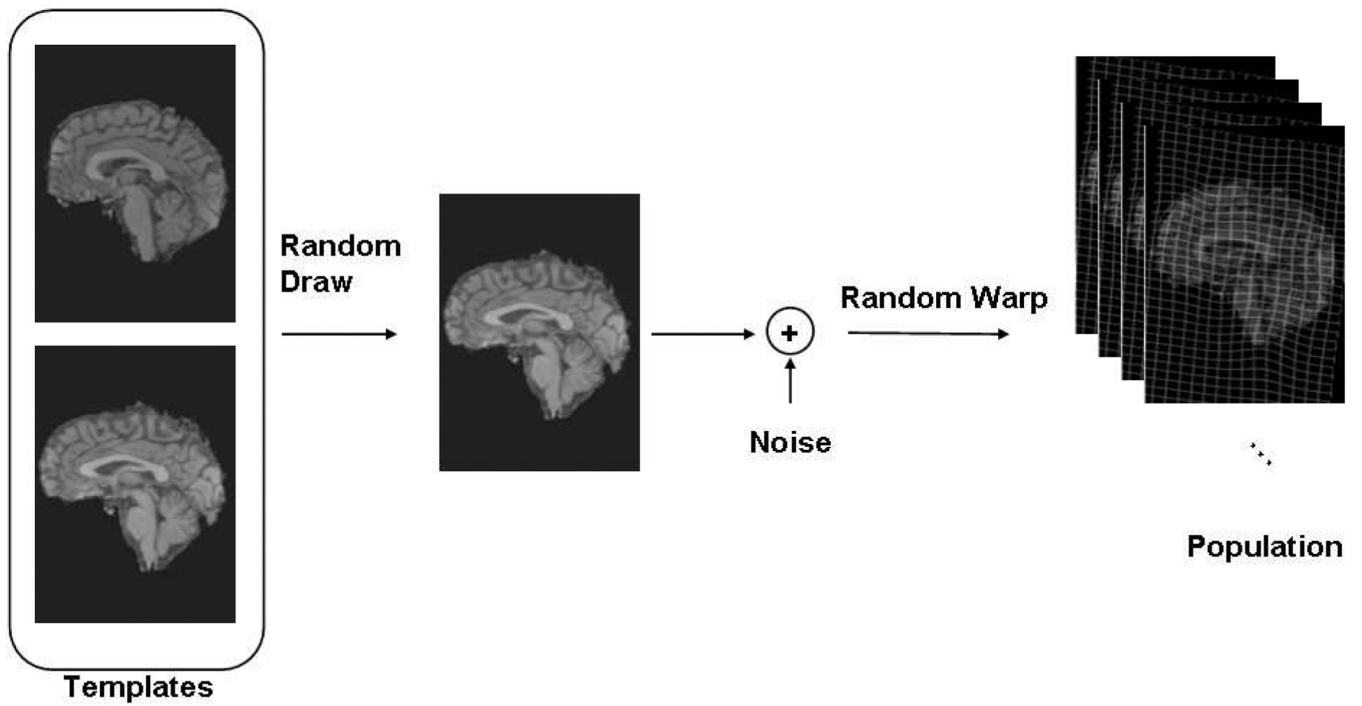 Random
Draw
Random Warp
+
Noise
Population
Templates